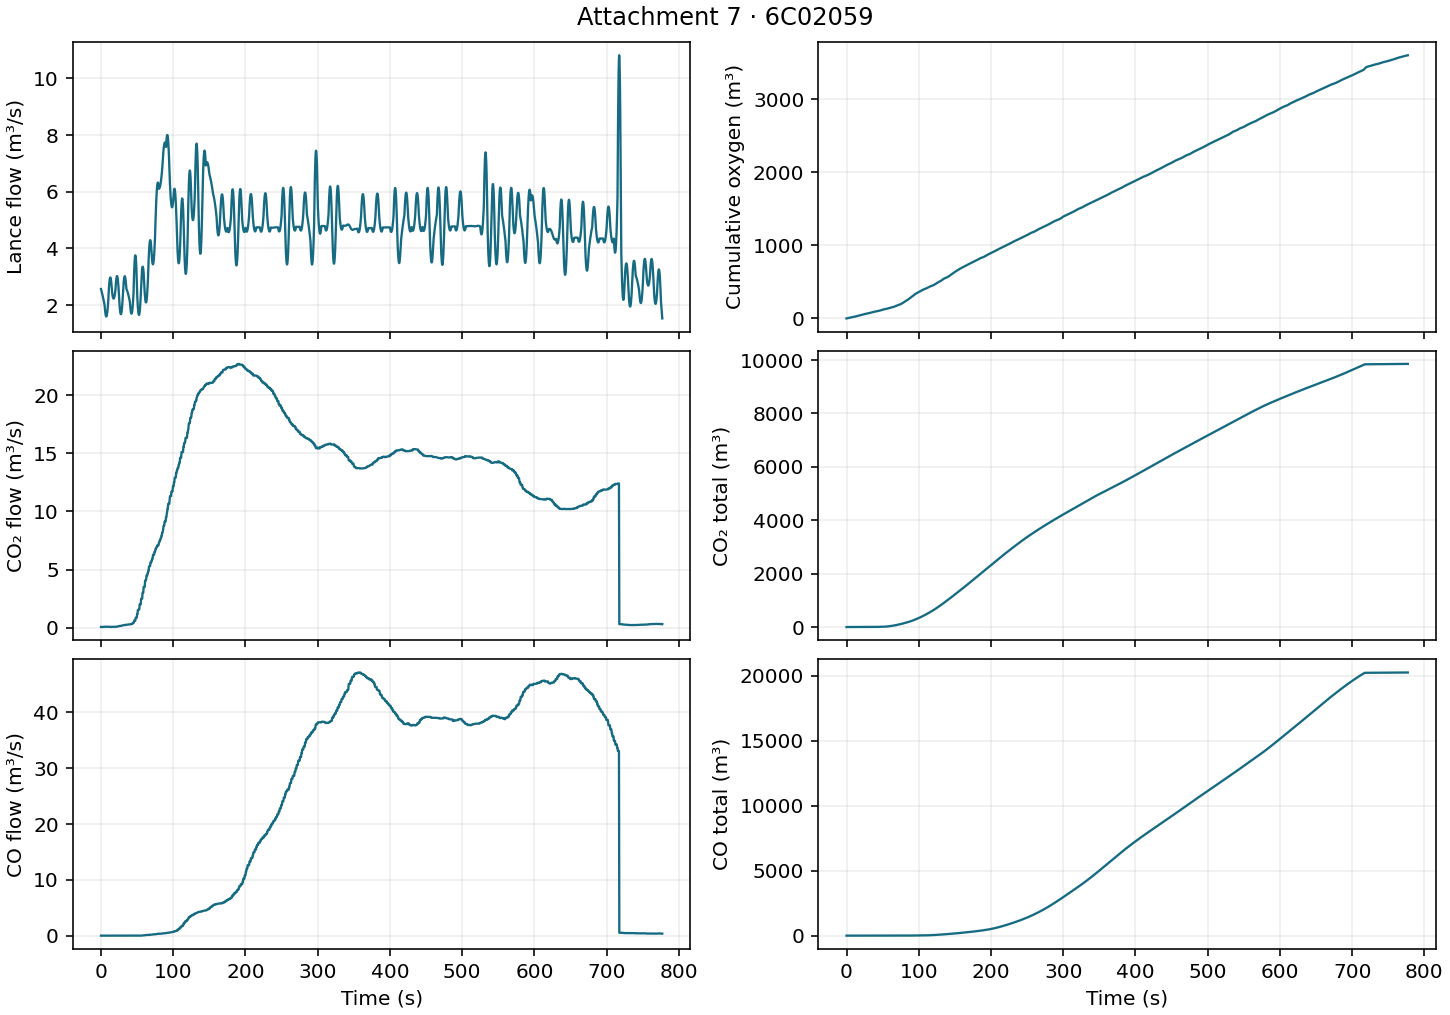 Attachment 7 · 6C02059
Lance flow (m³/s)
10
8
6
4
2
Cumulative oxygen (m³)
3000
2000
1000
0
CO₂ flow (m³/s)
20
15
10
5
0
CO₂ total (m³)
10000
8000
6000
4000
2000
0
CO flow (m³/s)
40
30
20
10
0
0 100 200 300 400 500 600 700 800
Time (s)
CO total (m³)
20000
15000
10000
5000
0
0 100 200 300 400 500 600 700 800
Time (s)